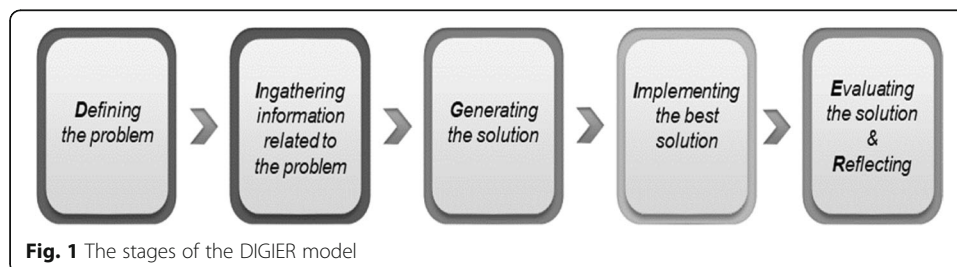 Defining
the problem
Ingathering
information
related to
the problem
Generating
the solution
Implementing
the best
solution
Evaluating
the solution
&
Reflecting
Fig. 1 The stages of the DIGIER model